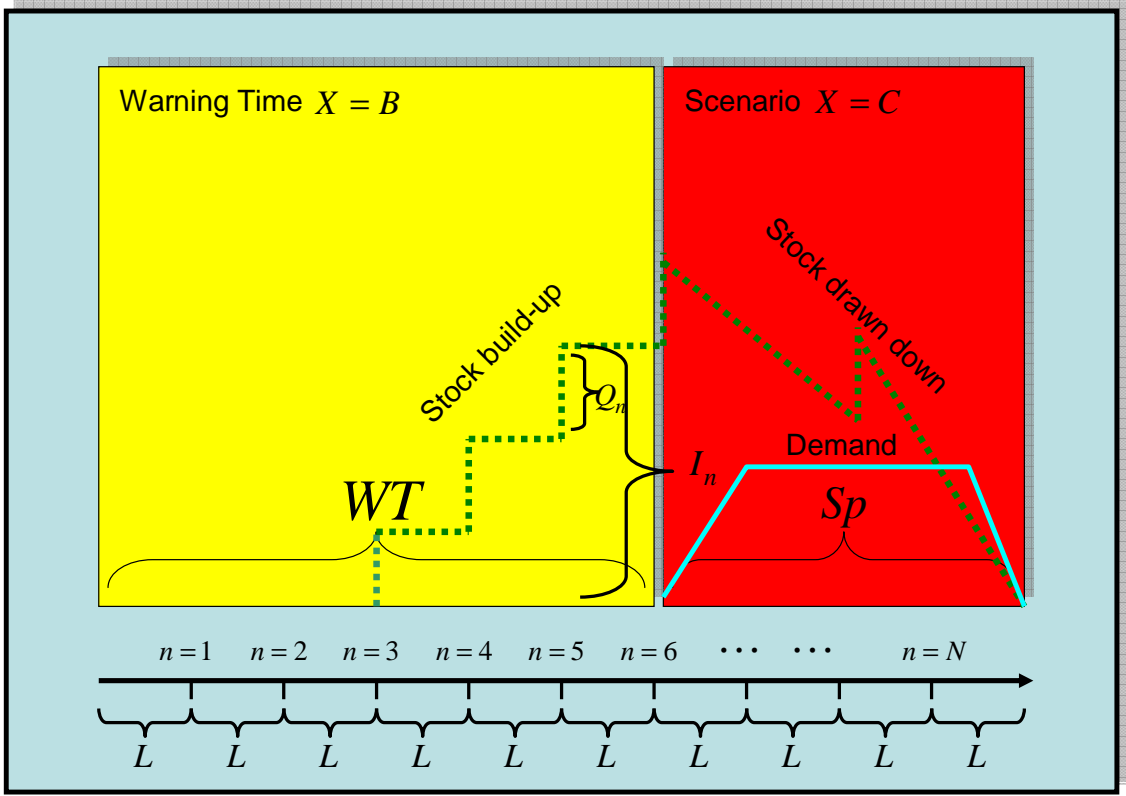 Warning Time X = B
Scenario X = C
Stock build-up
Stock drawn down
Q_n
I_n
Demand
WT
Sp
n = 1 n = 2 n = 3 n = 4 n = 5 n = 6 ⋯ ⋯ n = N
L L L L L L L L L L